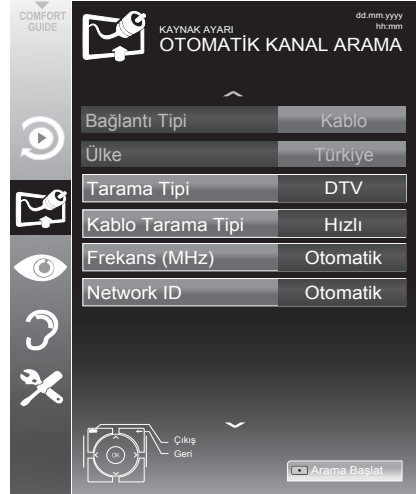 COMFORT
GUIDE
KAYNAK AYARI
OTOMATİK KANAL ARAMA
dd.mm.yyyy
hh:mm
Bağlantı Tipi Kablo
Ülke Türkiye
Tarama Tipi DTV
Kablo Tarama Tipi Hızlı
Frekans (MHz) Otomatik
Network ID Otomatik
OK
Çıkış
Geri
Arama Başlat